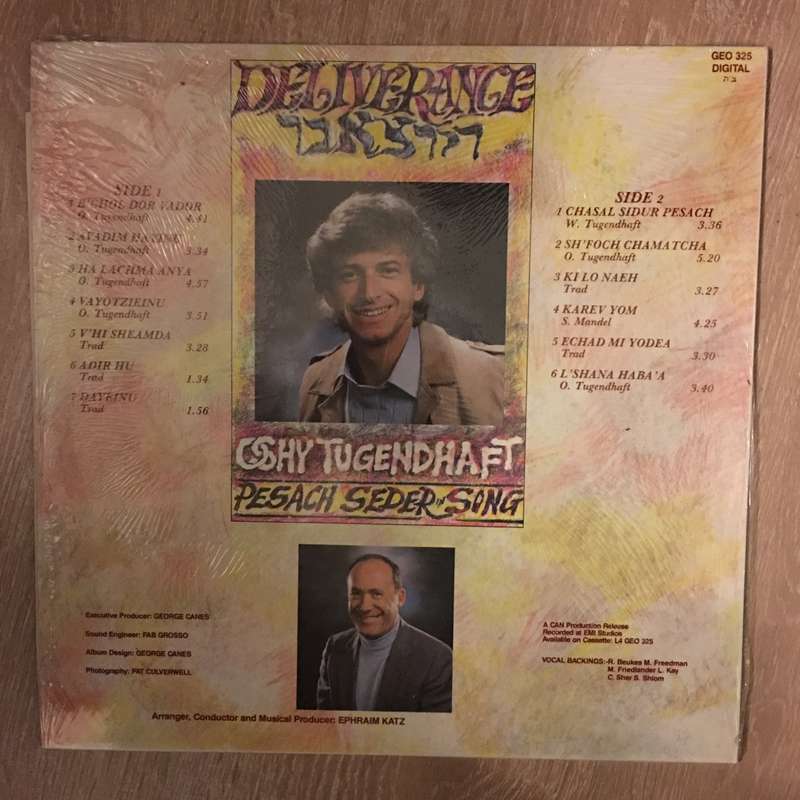 GEO 325
DIGITAL
DELIVERANCE
SIDE 1
1 B'CHOL DOR VADOR
O. Tugendhaft 4.41
2 AVADIM HAYINU
O. Tugendhaft 3.34
3 HA LACHMA ANYA
O. Tugendhaft 4.57
4 VAYOTZIEINU
O. Tugendhaft 3.51
5 V'HI SHEAMDA
Trad 3.28
6 ADIR HU
Trad 1.34
7 DAYEINU
Trad 1.56
SIDE 2
1 CHASAL SIDUR PESACH
W. Tugendhaft 3.36
2 SH'FOCH CHAMATCHA
O. Tugendhaft 5.20
3 KI LO NAEH
Trad 3.27
4 KAREV YOM
S. Mandel 4.25
5 ECHAD MI YODEA
Trad 3.30
6 L'SHANA HABA'A
O. Tugendhaft 3.40
OSHY TUGENDHAFT
PESACH SEDER IN SONG
Executive Producer: GEORGE CANES
Sound Engineer: FAB GROSSO
Album Design: GEORGE CANES
Photography: PAT CULVERWELL
A CAN Production Release
Recorded at EMI Studios
Available on Cassette: L4 GEO 325
VOCAL BACKINGS:-R. Beukes M. Freedman
M. Friedlander L. Kay
C. Sher S. Shlom
Arranger, Conductor and Musical Producer: EPHRAIM KATZ